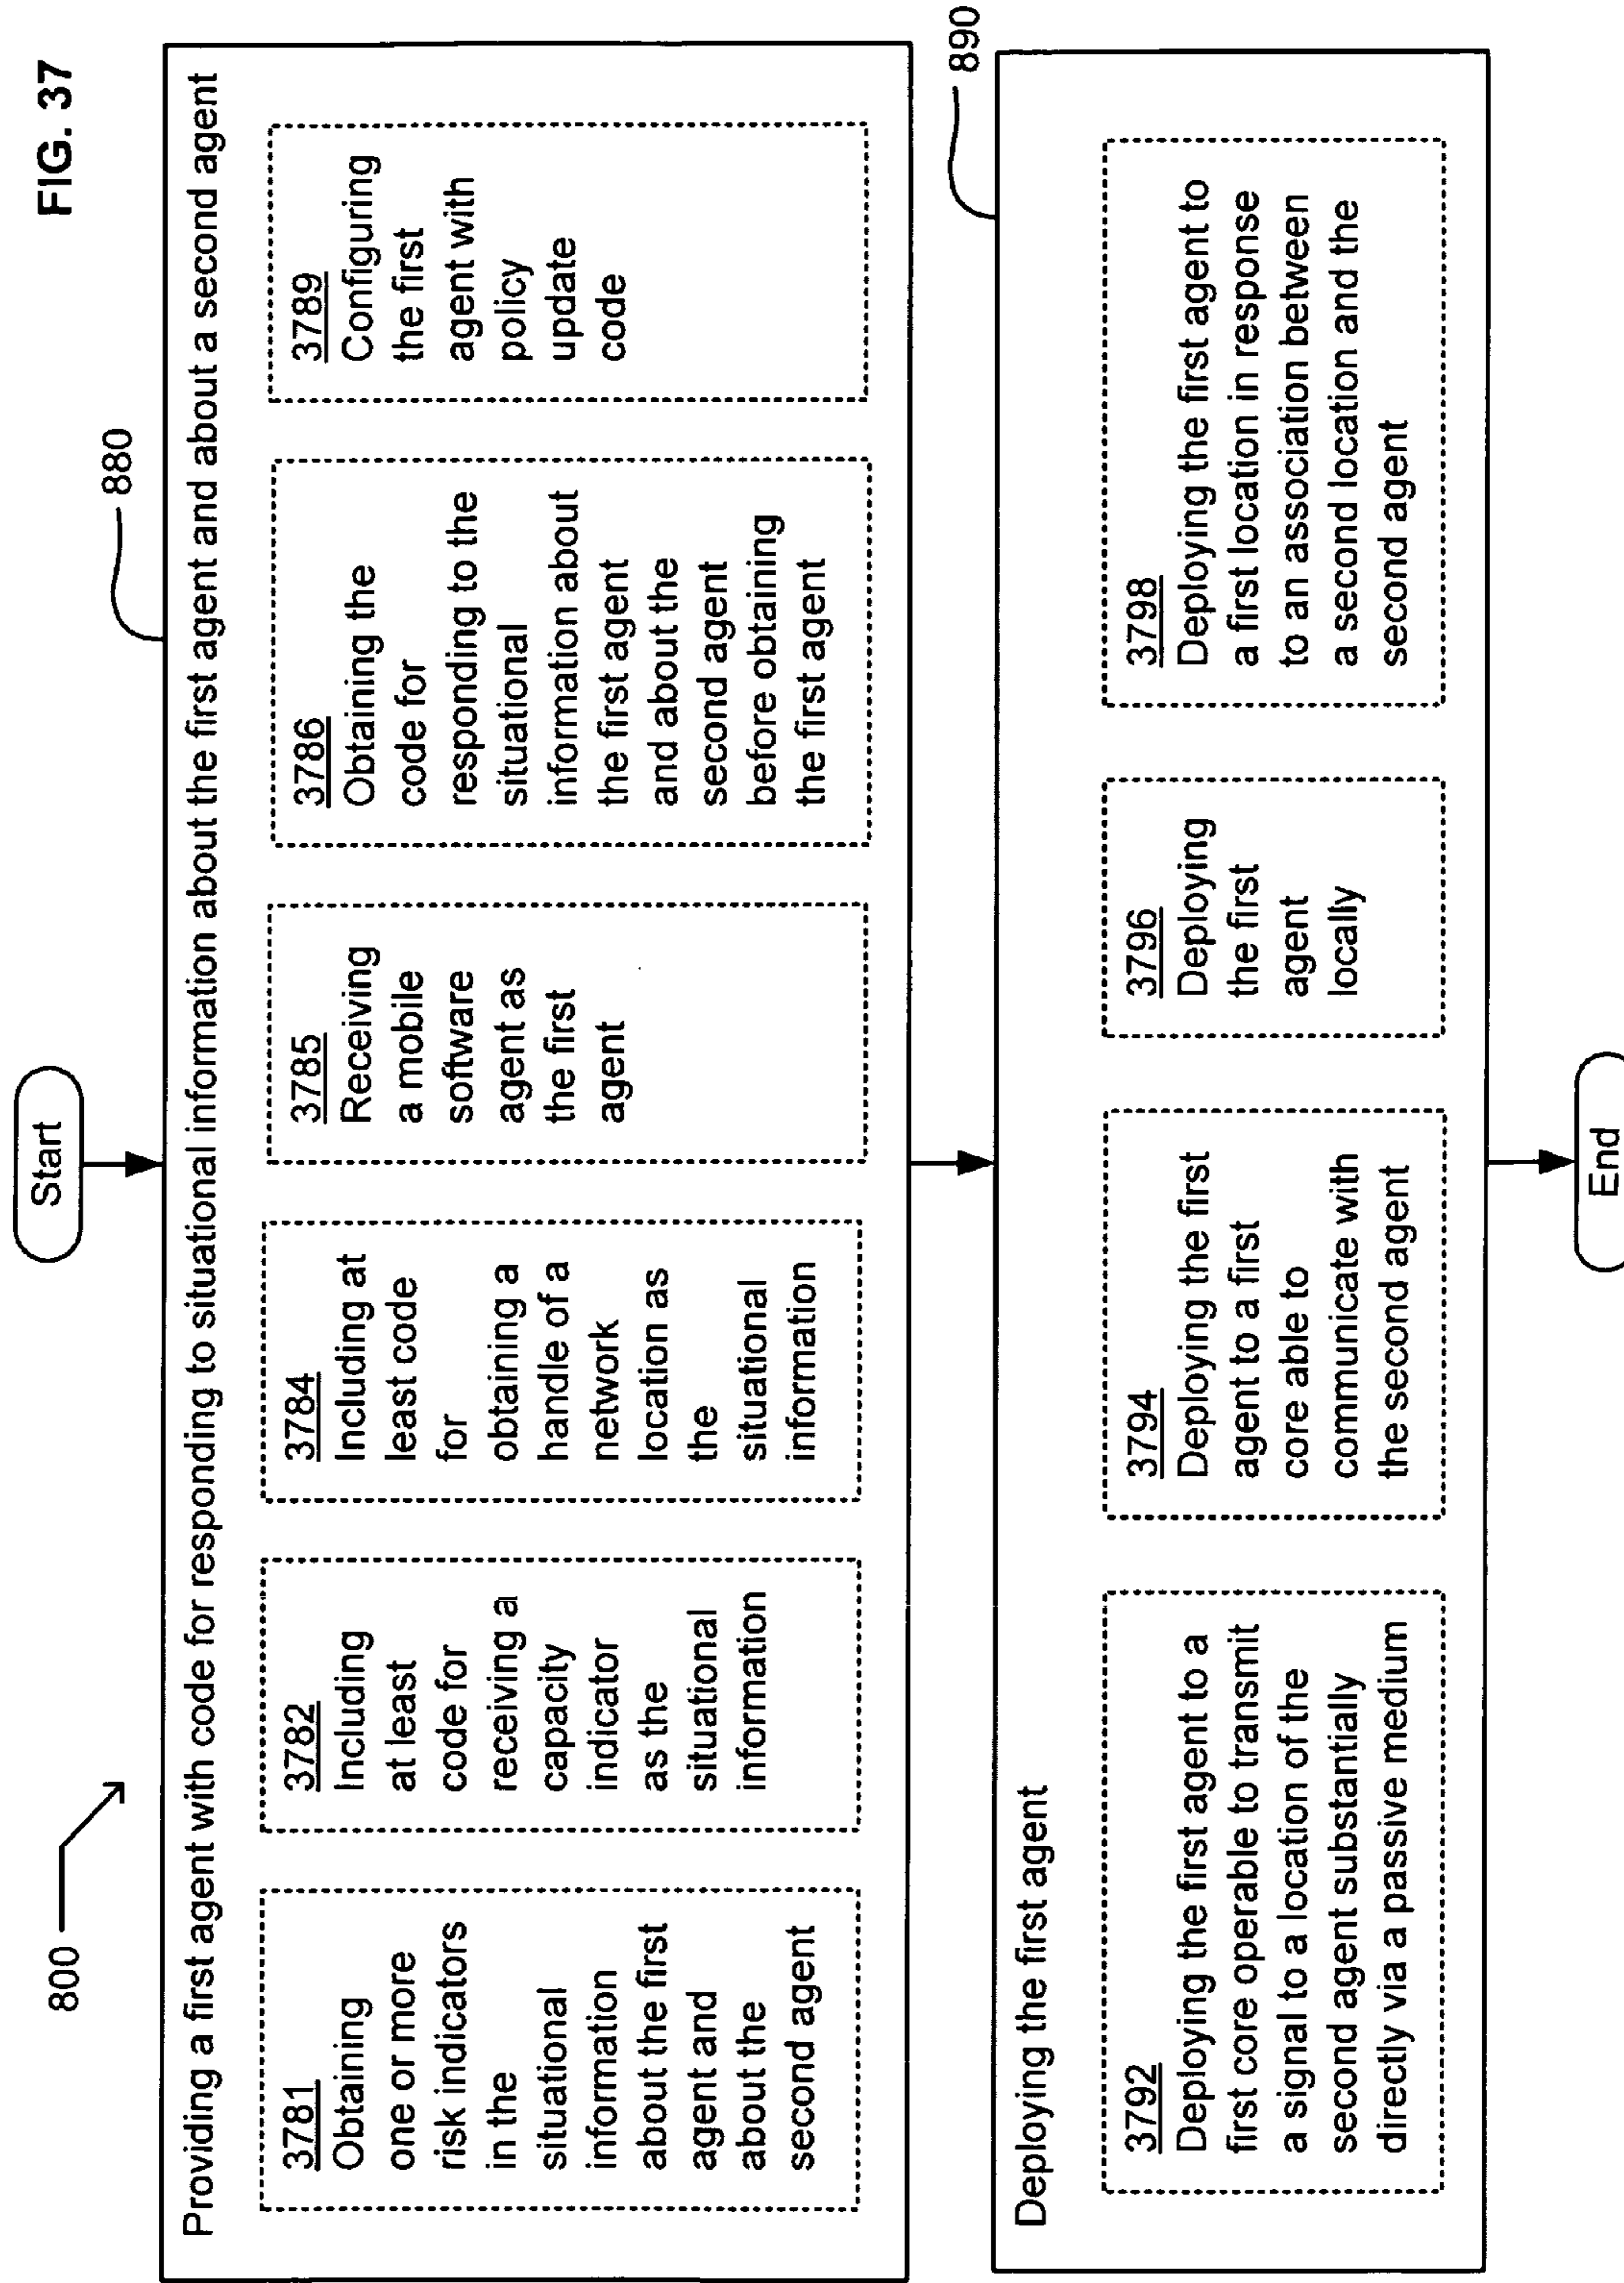 FIG. 37
800
Start
880
Providing a first agent with code for responding to situational information about the first agent and about a second agent
3781
Obtaining
one or more
risk indicators
in the
situational
information
about the first
agent and
about the
second agent
3782
Including
at least
code for
receiving a
capacity
indicator
as the
situational
information
3784
Including at
least code
for
obtaining a
handle of a
network
location as
the
situational
information
3785
Receiving
a mobile
software
agent as
the first
agent
3786
Obtaining the
code for
responding to the
situational
information about
the first agent
and about the
second agent
before obtaining
the first agent
3789
Configuring
the first
agent with
policy
update
code
890
Deploying the first agent
3792
Deploying the first agent to a
first core operable to transmit
a signal to a location of the
second agent substantially
directly via a passive medium
3794
Deploying the first
agent to a first
core able to
communicate with
the second agent
3796
Deploying
the first
agent
locally
3798
Deploying the first agent to
a first location in response
to an association between
a second location and the
second agent
End